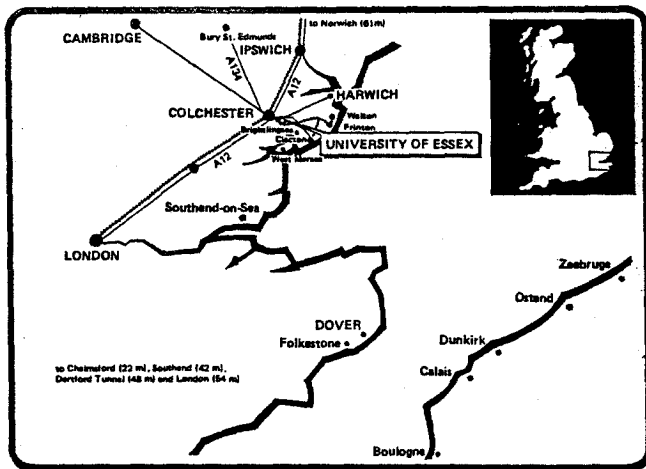 to Norwich (61m)
CAMBRIDGE
Bury St. Edmunds
IPSWICH
A134
A12
HARWICH
COLCHESTER
Walton
Frinton
Brightlingsea
Clacton
UNIVERSITY OF ESSEX
West Mersea
A12
Southend-on-Sea
LONDON
Zeebruge
Ostend
DOVER
Dunkirk
Folkestone
Calais
to Chelmsford (22 m), Southend (42 m),
Dartford Tunnel (48 m) and London (54 m)
Boulogne